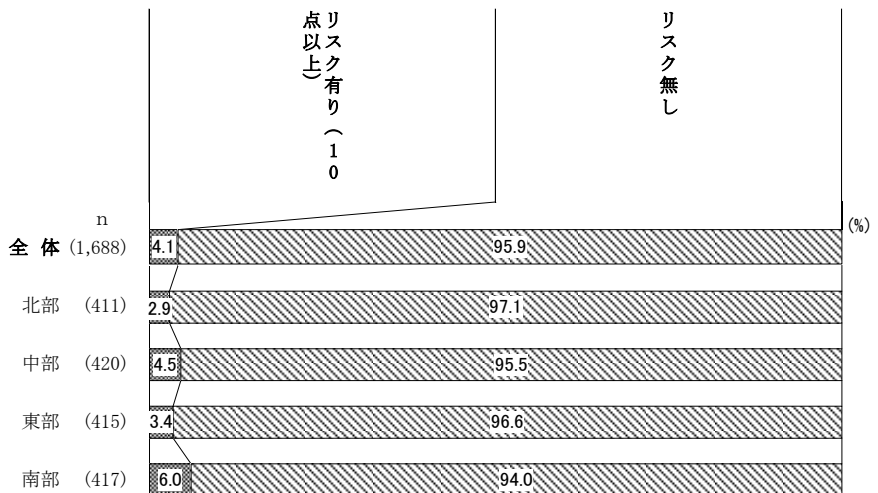 リスク有り（10
点以上）
リスク無し
n
(%)
全 体 (1,688) 4.1 95.9
北部 (411) 2.9 97.1
中部 (420) 4.5 95.5
東部 (415) 3.4 96.6
南部 (417) 6.0 94.0